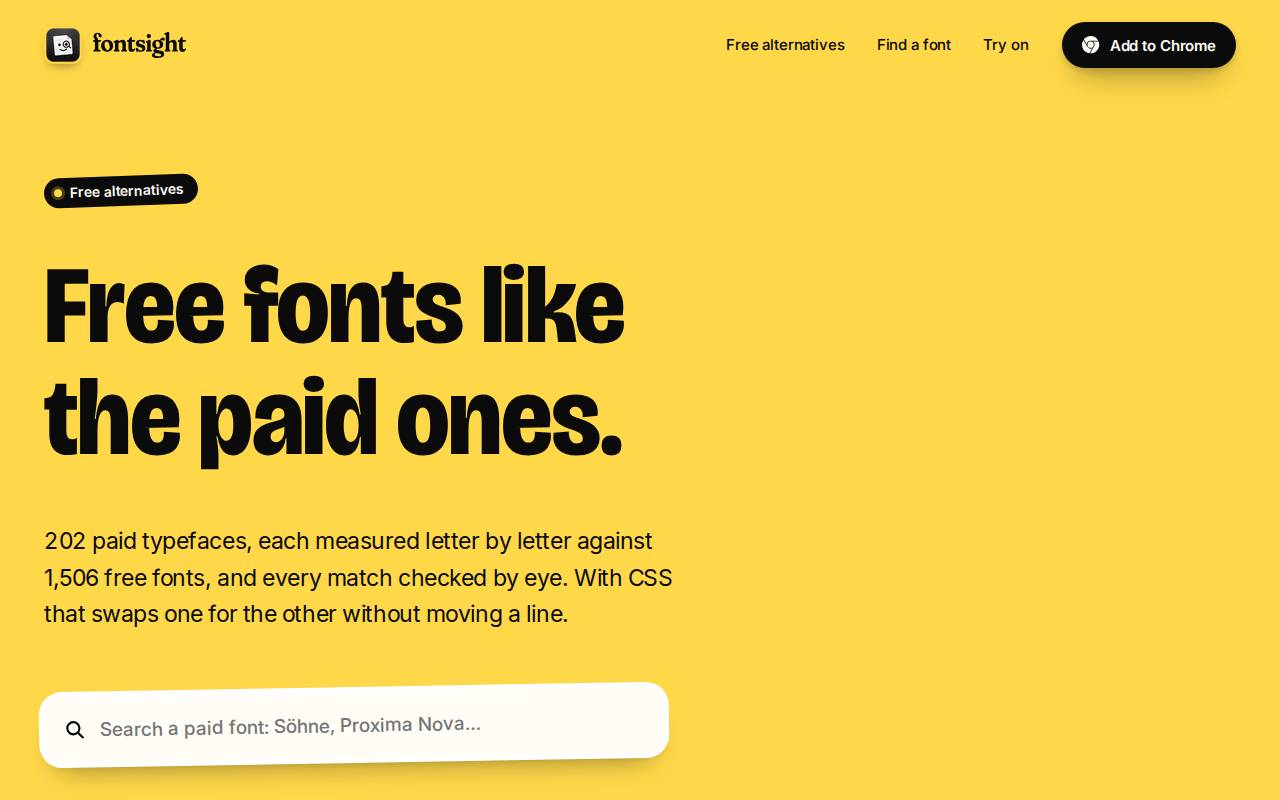 fontsight
Free alternatives
Find a font
Try on
Add to Chrome
Free alternatives
Free fonts like
the paid ones.
202 paid typefaces, each measured letter by letter against
1,506 free fonts, and every match checked by eye. With CSS
that swaps one for the other without moving a line.
Search a paid font: Söhne, Proxima Nova...